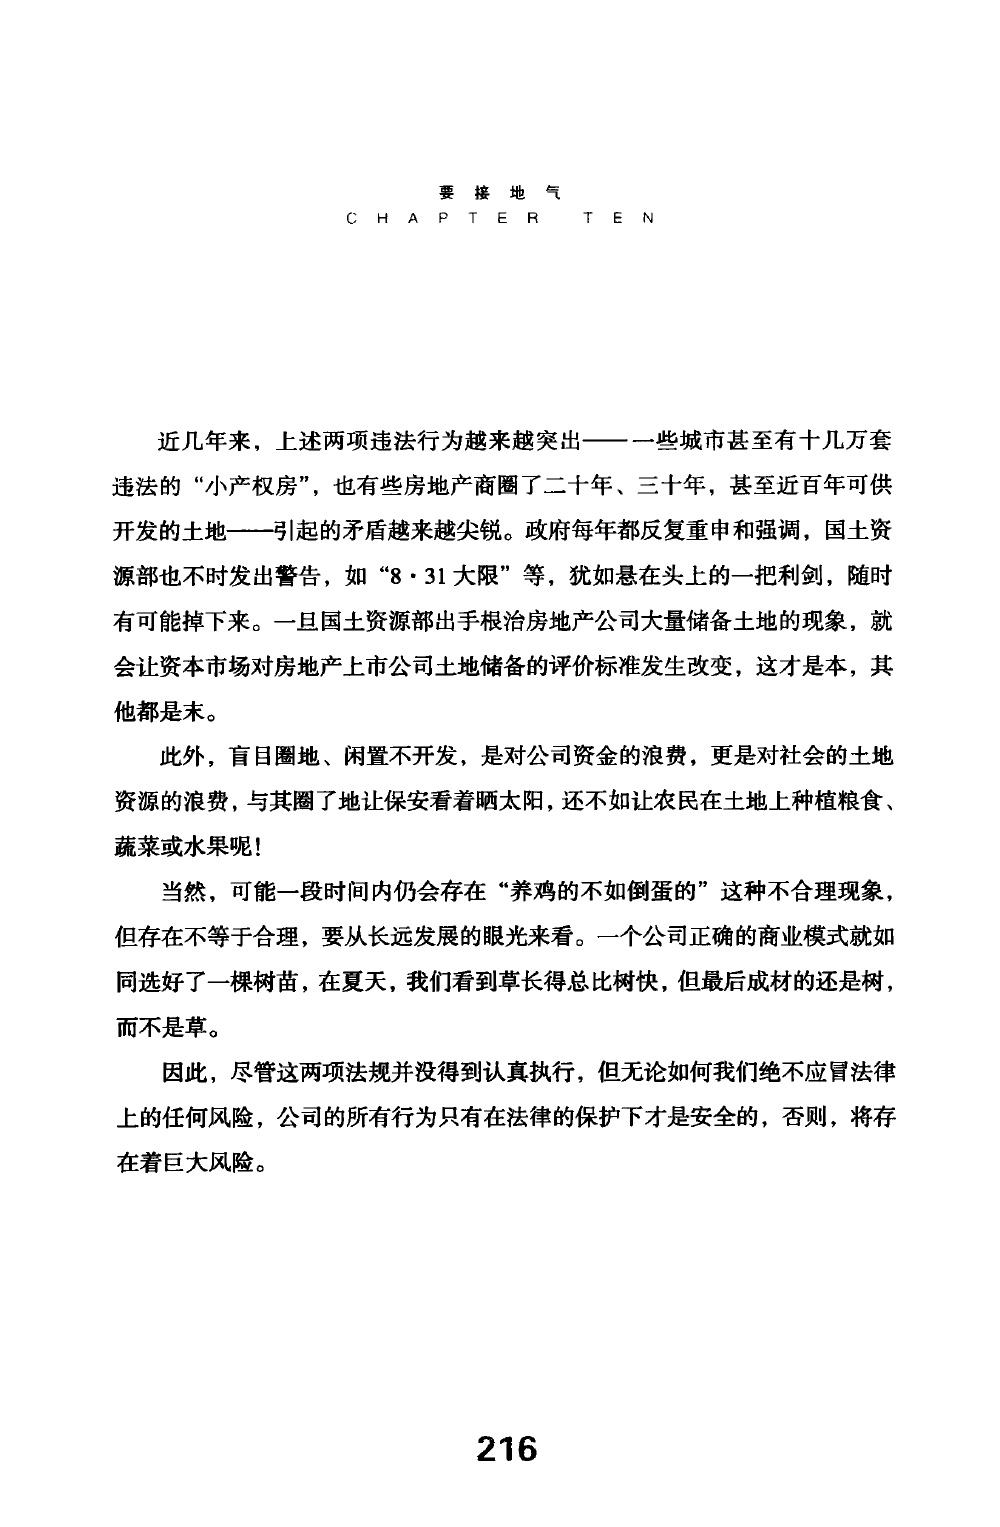 要接地气
CHAPTER TEN
近几年来，上述两项违法行为越来越突出——一些城市甚至有十几万套
违法的“小产权房”，也有些房地产商圈了二十年、三十年，甚至近百年可供
开发的土地——引起的矛盾越来越尖锐。政府每年都反复重申和强调，国土资
源部也不时发出警告，如“8·31大限”等，犹如悬在头上的一把利剑，随时
有可能掉下来。一旦国土资源部出手根治房地产公司大量储备土地的现象，就
会让资本市场对房地产上市公司土地储备的评价标准发生改变，这才是本，其
他都是末。
此外，盲目圈地、闲置不开发，是对公司资金的浪费，更是对社会的土地
资源的浪费，与其圈了地让保安看着晒太阳，还不如让农民在土地上种植粮食、
蔬菜或水果呢！
当然，可能一段时间内仍会存在“养鸡的不如倒蛋的”这种不合理现象，
但存在不等于合理，要从长远发展的眼光来看。一个公司正确的商业模式就如
同选好了一棵树苗，在夏天，我们看到草长得总比树快，但最后成材的还是树，
而不是草。
因此，尽管这两项法规并没得到认真执行，但无论如何我们绝不应冒法律
上的任何风险，公司的所有行为只有在法律的保护下才是安全的，否则，将存
在着巨大风险。
216